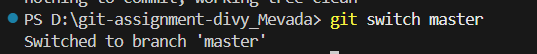 nothing to commit, working tree clean
PS D:\git-assignment-divy_Mevada> git switch master
Switched to branch 'master'